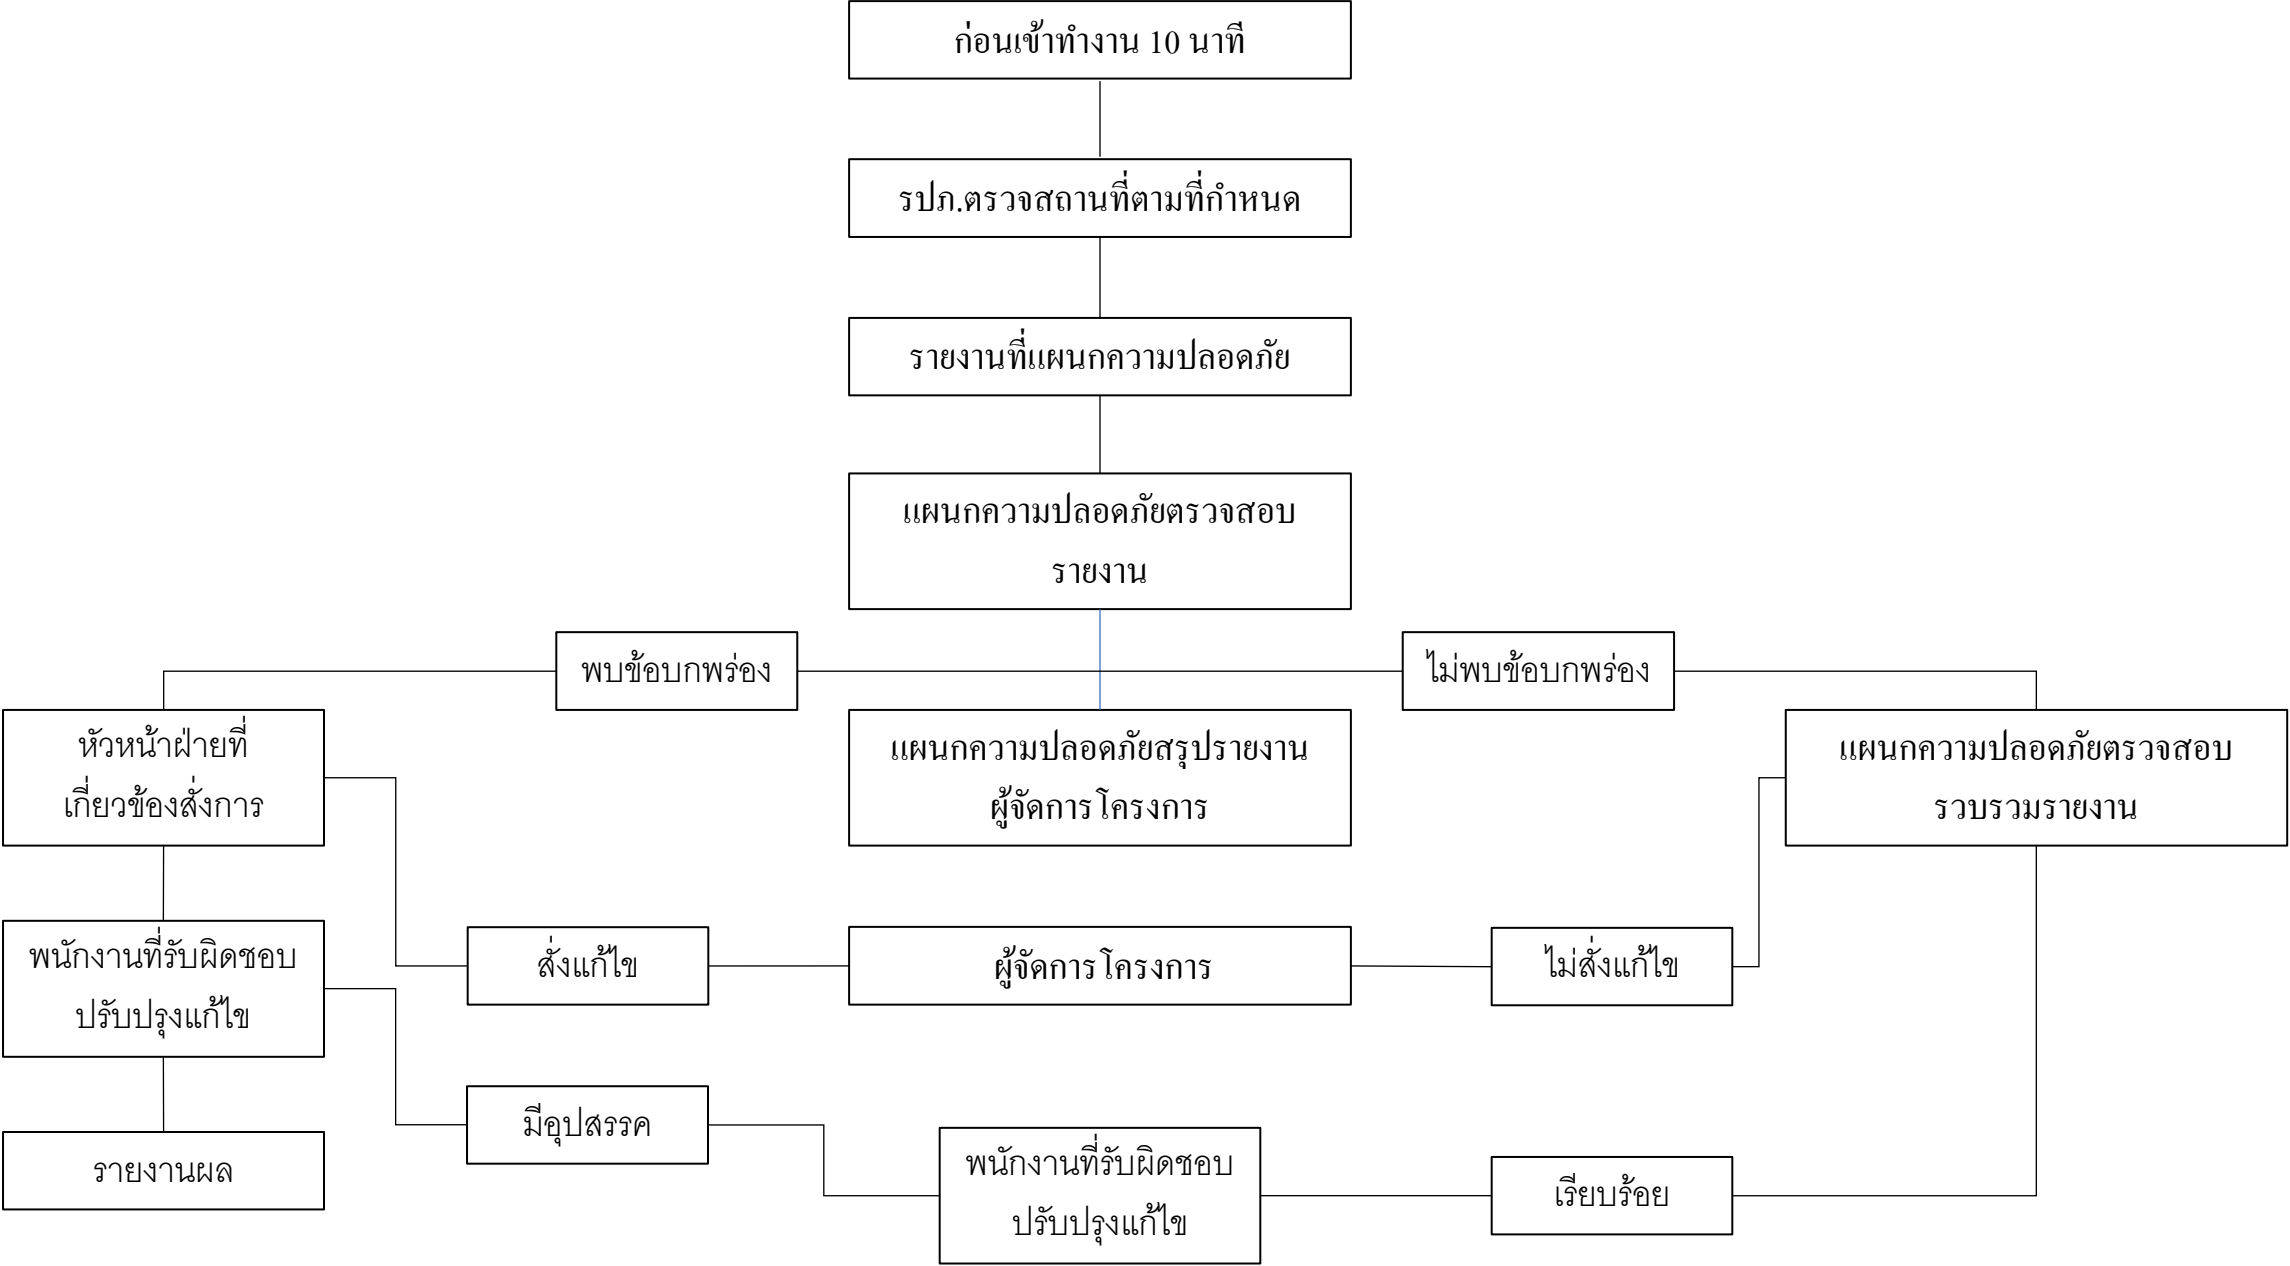 ก่อนเข้าทำงาน 10 นาที
รปภ.ตรวจสถานที่ตามที่กำหนด
รายงานที่แผนกความปลอดภัย
แผนกความปลอดภัยตรวจสอบ
รายงาน
พบข้อบกพร่อง
ไม่พบข้อบกพร่อง
หัวหน้าฝ่ายที่
เกี่ยวข้องสั่งการ
แผนกความปลอดภัยสรุปรายงาน
ผู้จัดการโครงการ
แผนกความปลอดภัยตรวจสอบ
รวบรวมรายงาน
พนักงานที่รับผิดชอบ
ปรับปรุงแก้ไข
สั่งแก้ไข
ผู้จัดการโครงการ
ไม่สั่งแก้ไข
รายงานผล
มีอุปสรรค
พนักงานที่รับผิดชอบ
ปรับปรุงแก้ไข
เรียบร้อย